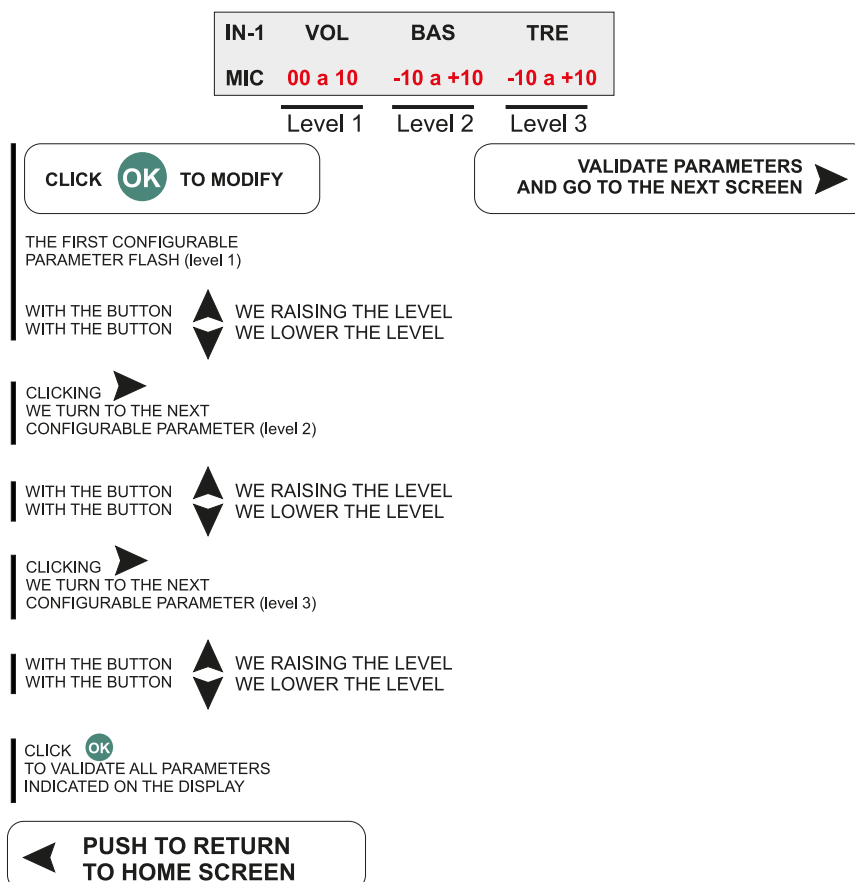 IN-1 VOL BAS TRE
MIC 00 a 10 -10 a +10 -10 a +10
Level 1 Level 2 Level 3
CLICK OK TO MODIFY
VALIDATE PARAMETERS
AND GO TO THE NEXT SCREEN
THE FIRST CONFIGURABLE
PARAMETER FLASH (level 1)
WITH THE BUTTON WE RAISING THE LEVEL
WITH THE BUTTON WE LOWER THE LEVEL
CLICKING
WE TURN TO THE NEXT
CONFIGURABLE PARAMETER (level 2)
WITH THE BUTTON WE RAISING THE LEVEL
WITH THE BUTTON WE LOWER THE LEVEL
CLICKING
WE TURN TO THE NEXT
CONFIGURABLE PARAMETER (level 3)
WITH THE BUTTON WE RAISING THE LEVEL
WITH THE BUTTON WE LOWER THE LEVEL
CLICK OK
TO VALIDATE ALL PARAMETERS
INDICATED ON THE DISPLAY
PUSH TO RETURN
TO HOME SCREEN